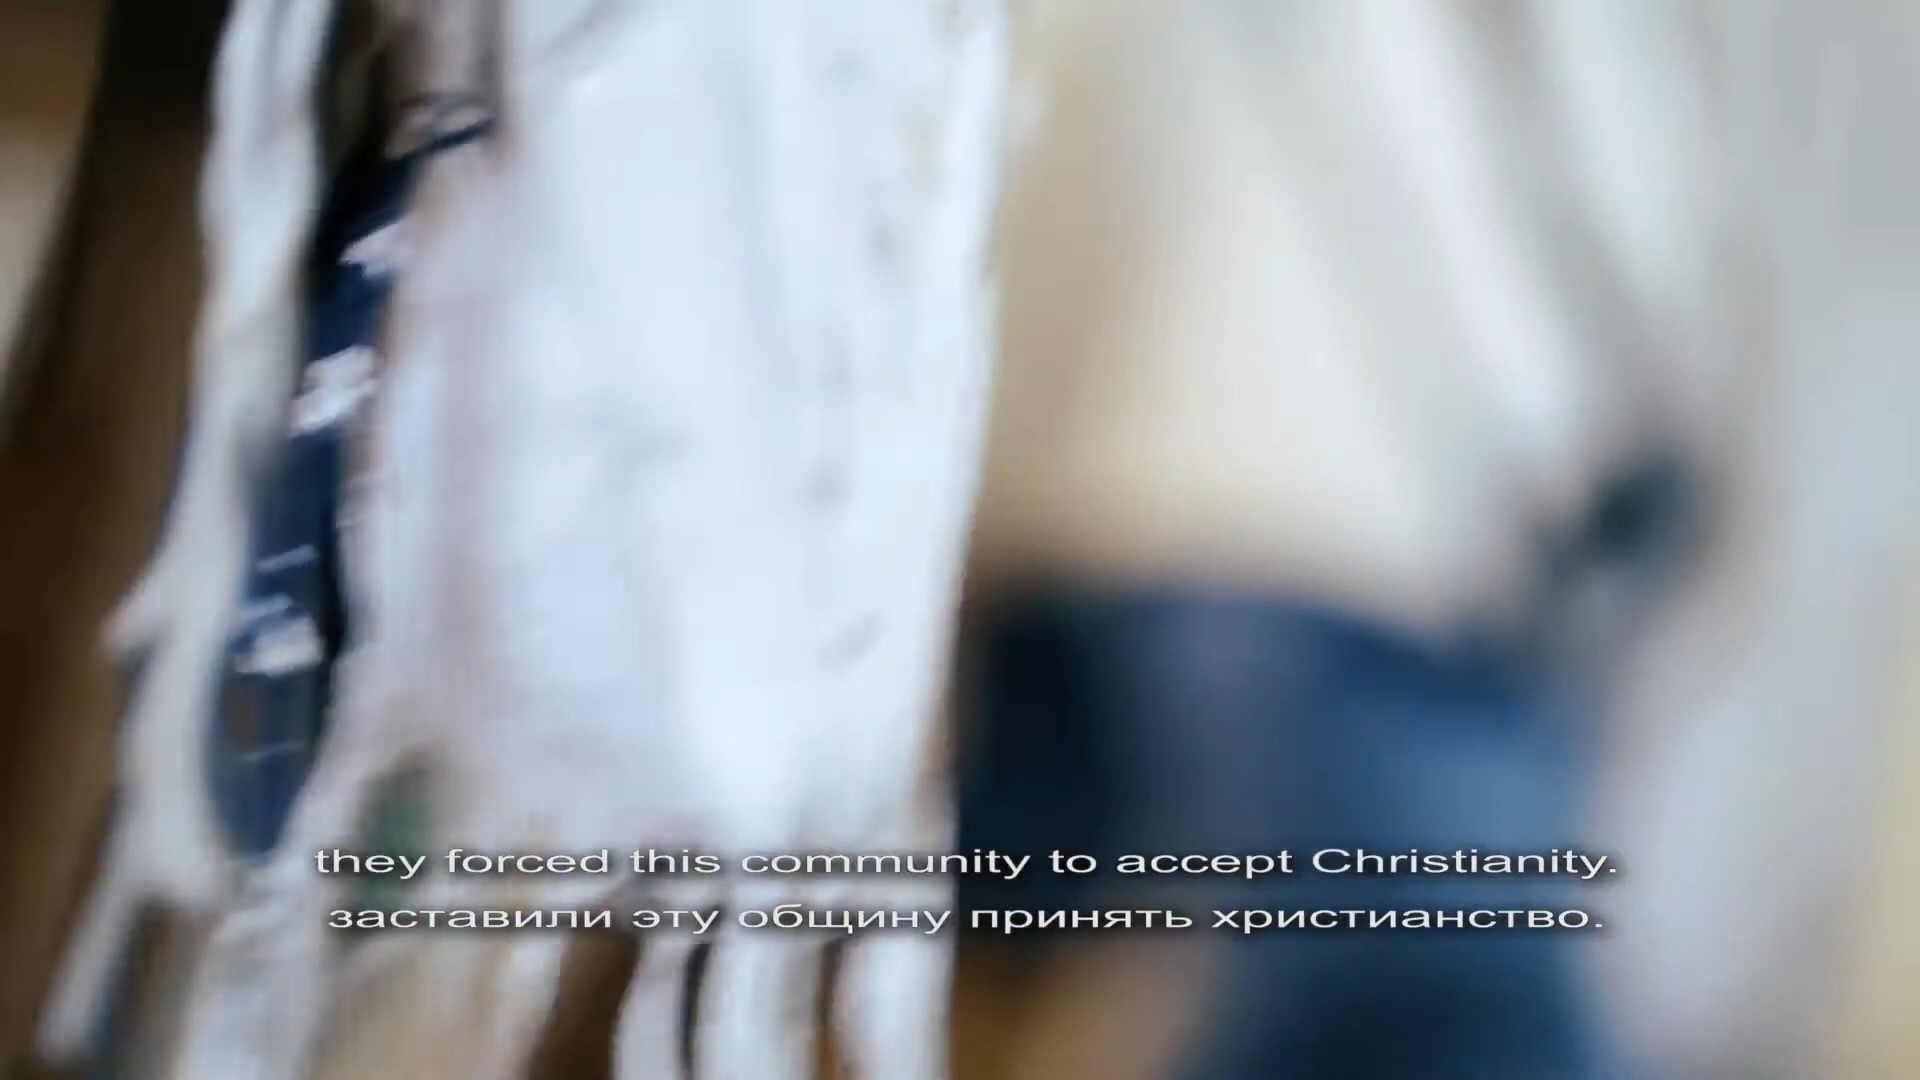 they forced this community to accept Christianity.
заставили эту общину принять христианство.